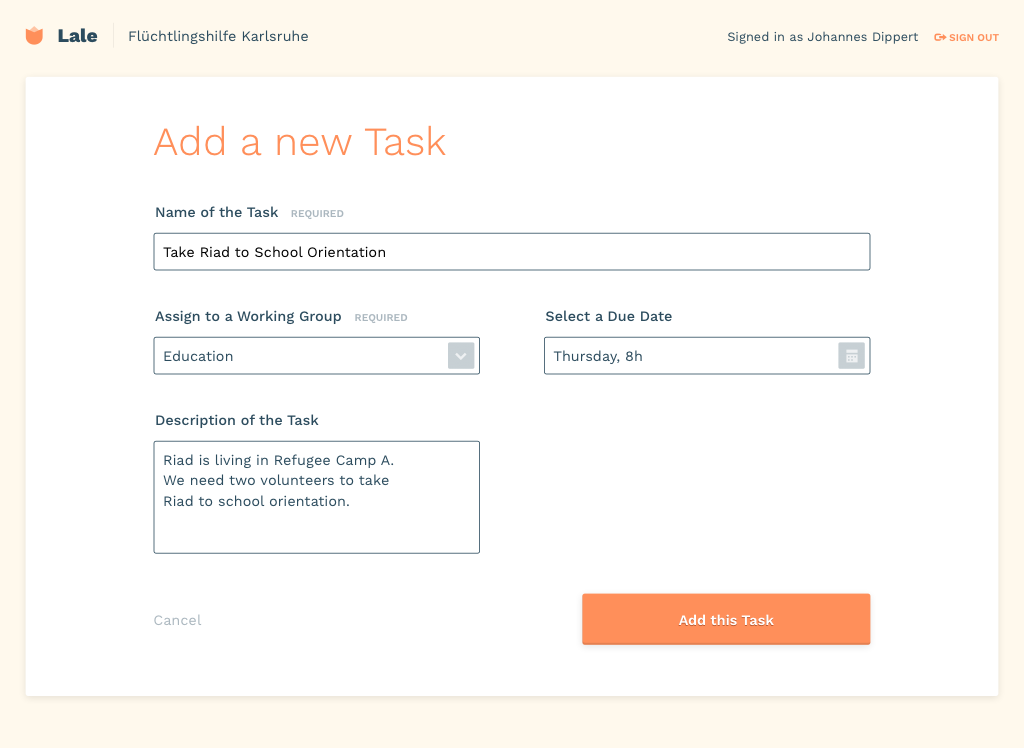 Lale
Flüchtlingshilfe Karlsruhe
Signed in as Johannes Dippert
SIGN OUT
Add a new Task
Name of the Task REQUIRED
Take Riad to School Orientation
Assign to a Working Group REQUIRED
Select a Due Date
Education
Thursday, 8h
Description of the Task
Riad is living in Refugee Camp A.
We need two volunteers to take
Riad to school orientation.
Cancel
Add this Task